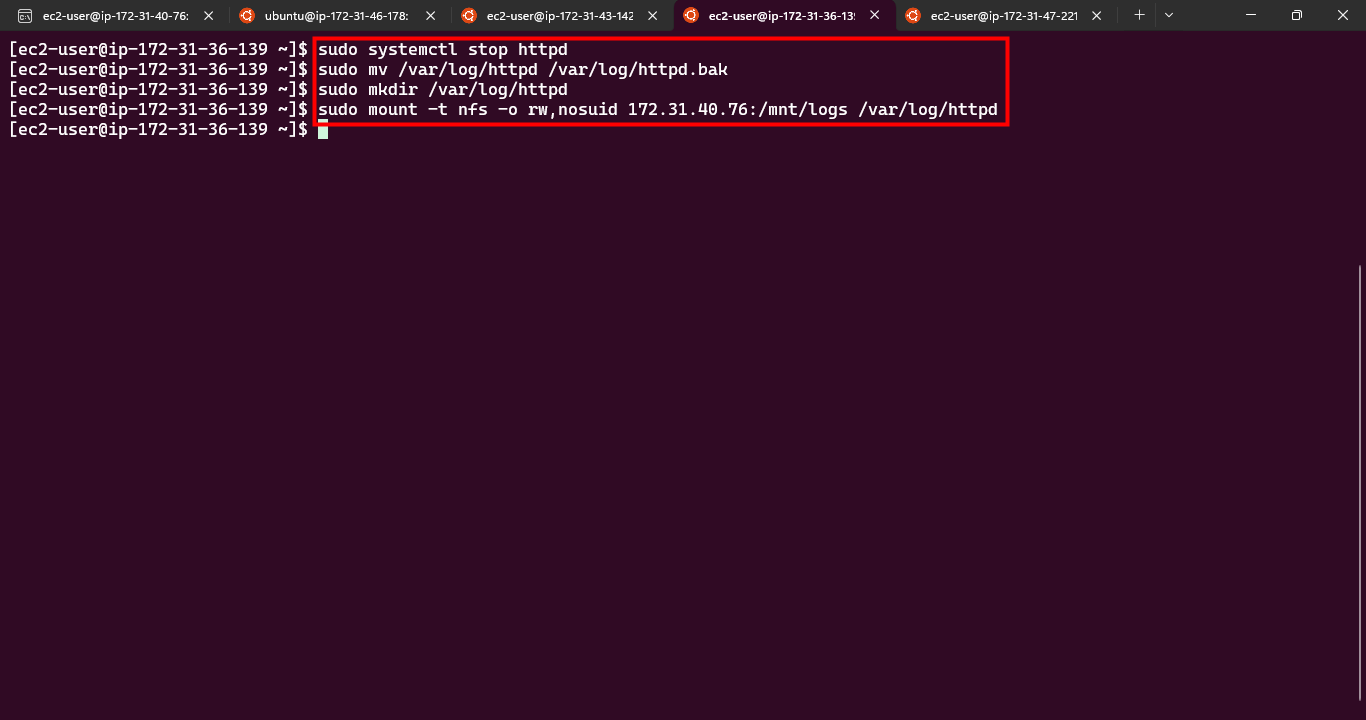 ec2-user@ip-172-31-40-76:
ubuntu@ip-172-31-46-178:
ec2-user@ip-172-31-43-142
ec2-user@ip-172-31-36-139
ec2-user@ip-172-31-47-221
[ec2-user@ip-172-31-36-139 ~]$ sudo systemctl stop httpd
[ec2-user@ip-172-31-36-139 ~]$ sudo mv /var/log/httpd /var/log/httpd.bak
[ec2-user@ip-172-31-36-139 ~]$ sudo mkdir /var/log/httpd
[ec2-user@ip-172-31-36-139 ~]$ sudo mount -t nfs -o rw,nosuid 172.31.40.76:/mnt/logs /var/log/httpd
[ec2-user@ip-172-31-36-139 ~]$